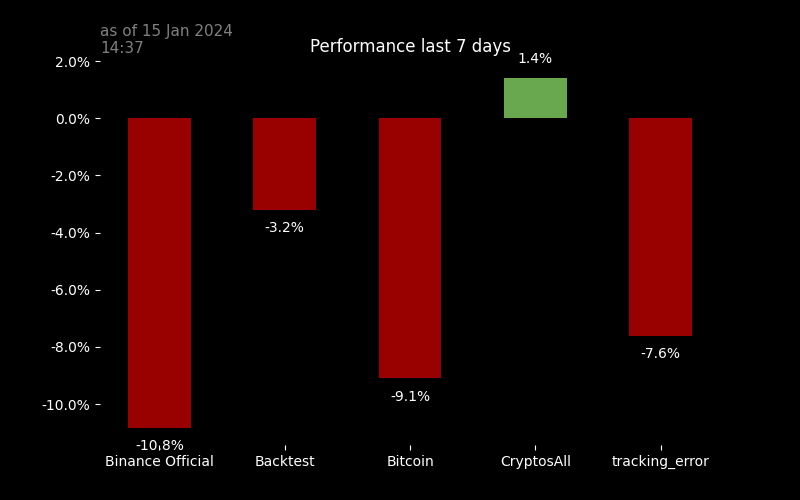 as of 15 Jan 2024
14:37
Performance last 7 days
2.0%
0.0%
-2.0%
-4.0%
-6.0%
-8.0%
-10.0%
1.4%
-3.2%
-7.6%
-9.1%
-10.8%
Binance Official
Backtest
Bitcoin
CryptosAll
tracking_error